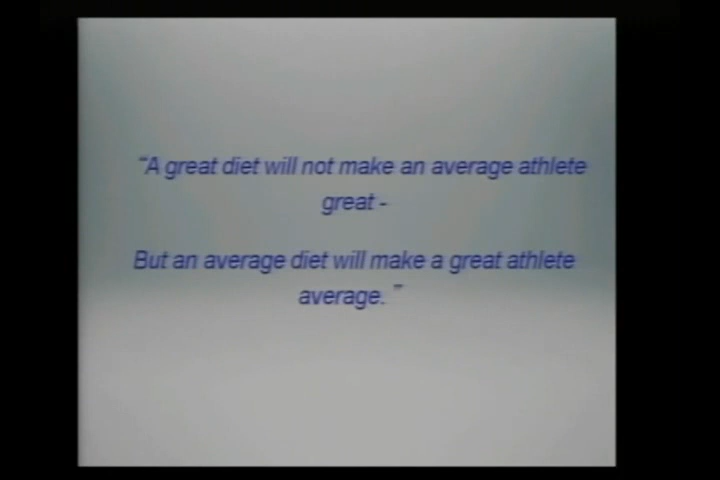 "A great diet will not make an average athlete
great -
But an average diet will make a great athlete
average. "